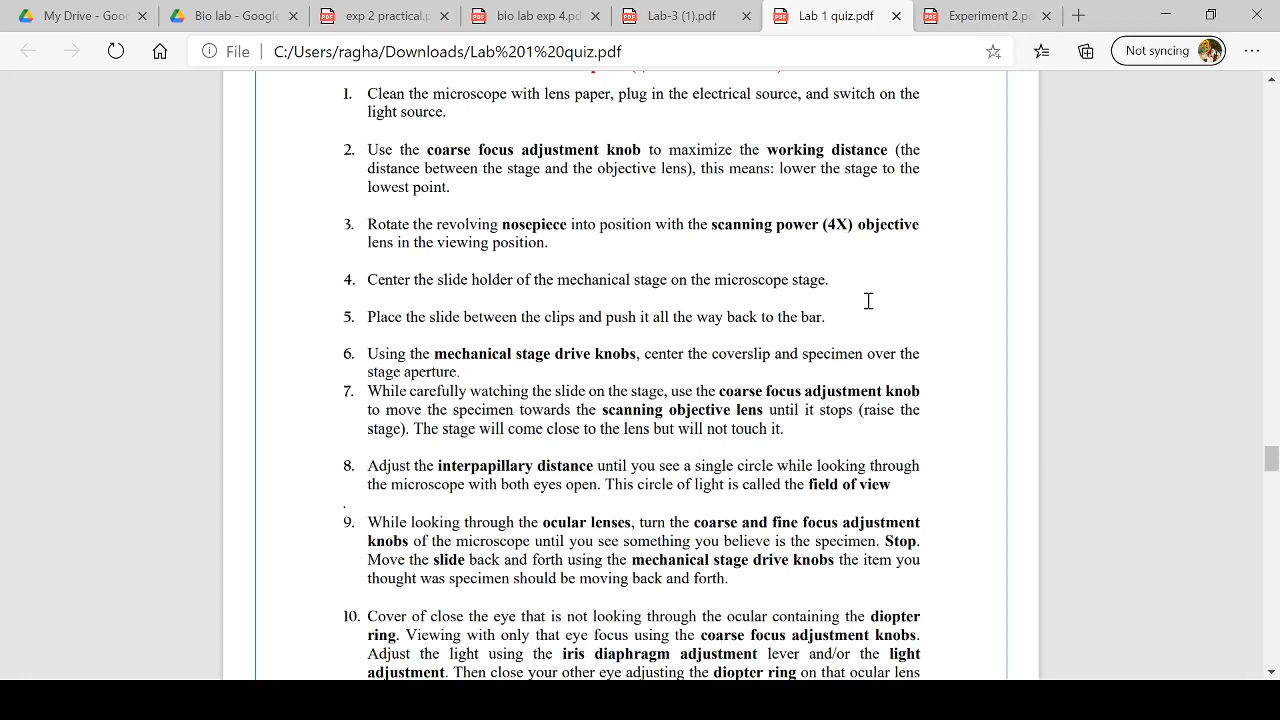 My Drive - G
Bio lab - Google
exp 2 practical.p
bio lab exp 4.pd
Lab-3 (1).pdf
Lab 1 quiz.pdf
Experiment 2.pd
File
C:/Users/ragha/Downloads/Lab%201%20quiz.pdf
Not syncing
1. Clean the microscope with lens paper, plug in the electrical source, and switch on the
light source.
2. Use the coarse focus adjustment knob to maximize the working distance (the
distance between the stage and the objective lens), this means: lower the stage to the
lowest point.
3. Rotate the revolving nosepiece into position with the scanning power (4X) objective
lens in the viewing position.
4. Center the slide holder of the mechanical stage on the microscope stage.
5. Place the slide between the clips and push it all the way back to the bar.
6. Using the mechanical stage drive knobs, center the coverslip and specimen over the
stage aperture.
7. While carefully watching the slide on the stage, use the coarse focus adjustment knob
to move the specimen towards the scanning objective lens until it stops (raise the
stage). The stage will come close to the lens but will not touch it.
8. Adjust the interpapillary distance until you see a single circle while looking through
the microscope with both eyes open. This circle of light is called the field of view
.
9. While looking through the ocular lenses, turn the coarse and fine focus adjustment
knobs of the microscope until you see something you believe is the specimen. Stop.
Move the slide back and forth using the mechanical stage drive knobs the item you
thought was specimen should be moving back and forth.
10. Cover of close the eye that is not looking through the ocular containing the diopter
ring. Viewing with only that eye focus using the coarse focus adjustment knobs.
Adjust the light using the iris diaphragm adjustment lever and/or the light
adjustment. Then close your other eye adjusting the diopter ring on that ocular lens